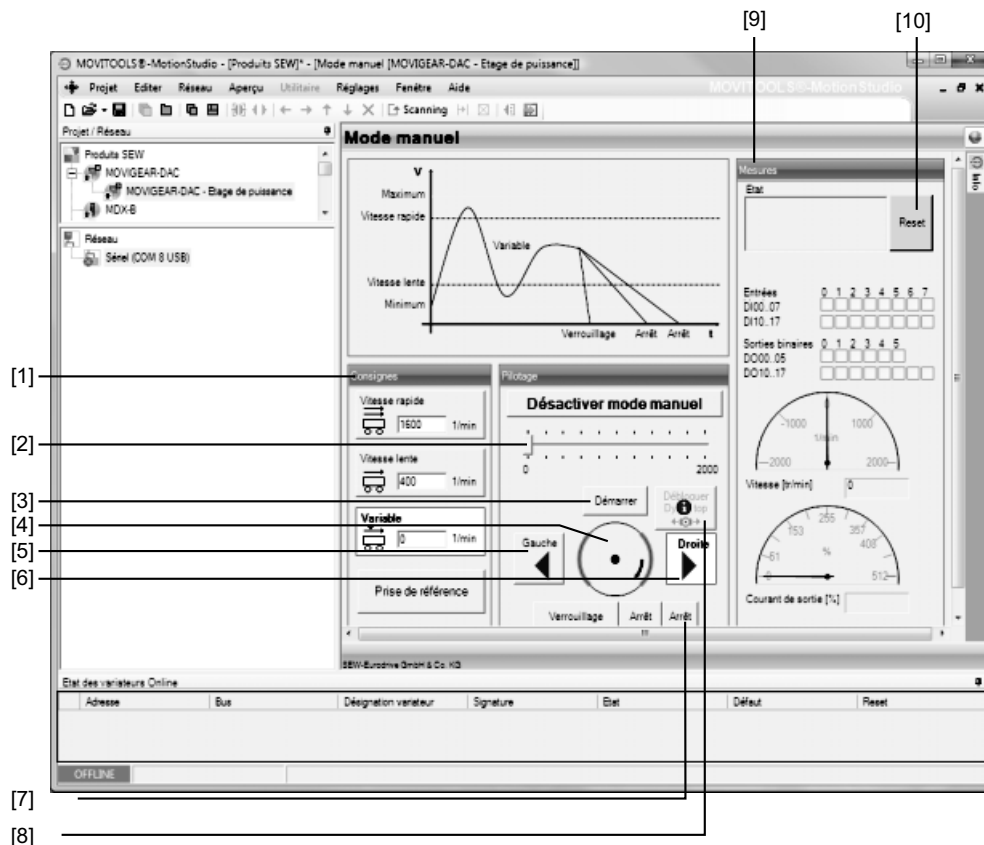 [9] [10]
MOVITOOLS®-MotionStudio - [Produits SEW]* - [Mode manuel [MOVIGEAR-DAC - Etage de puissance]]
Projet Editer Réseau Aperçu Utilitaire Réglages Fenêtre Aide MOVITOOLS®-MotionStudio
Scanning
Projet / Réseau
Mode manuel
Info
Produits SEW
MOVIGEAR-DAC
MOVIGEAR-DAC - Etage de puissance
MDX-B
Réseau
Sériel (COM 8 USB)
V
Maximum
Vitesse rapide
Variable
Vitesse lente
Minimum
Verrouillage Arrêt Arrêt t
Mesures
Etat
Reset
Entrées 0 1 2 3 4 5 6 7
DI00..07
DI10..17
Sorties binaires 0 1 2 3 4 5
DO00..05
DO10..17
[1]
Consignes
Vitesse rapide
1600 1/min
Vitesse lente
400 1/min
Variable
0 1/min
Prise de référence
Pilotage
Désactiver mode manuel
[2]
0 2000
[3]
Démarrer
Débloquer
[4]
[5]
Gauche
Droite
[6]
Verrouillage Arrêt Arrêt
0
-1000 1000
1/min
-2000 2000
Vitesse [tr/min] 0
255
153 357
51 % 408
0 512
Courant de sortie [%]
SEW-Eurodrive GmbH & Co. KG
Etat des variateurs Online
Adresse Bus Désignation variateur Signature Etat Défaut Reset
OFFLINE
[7]
[8]